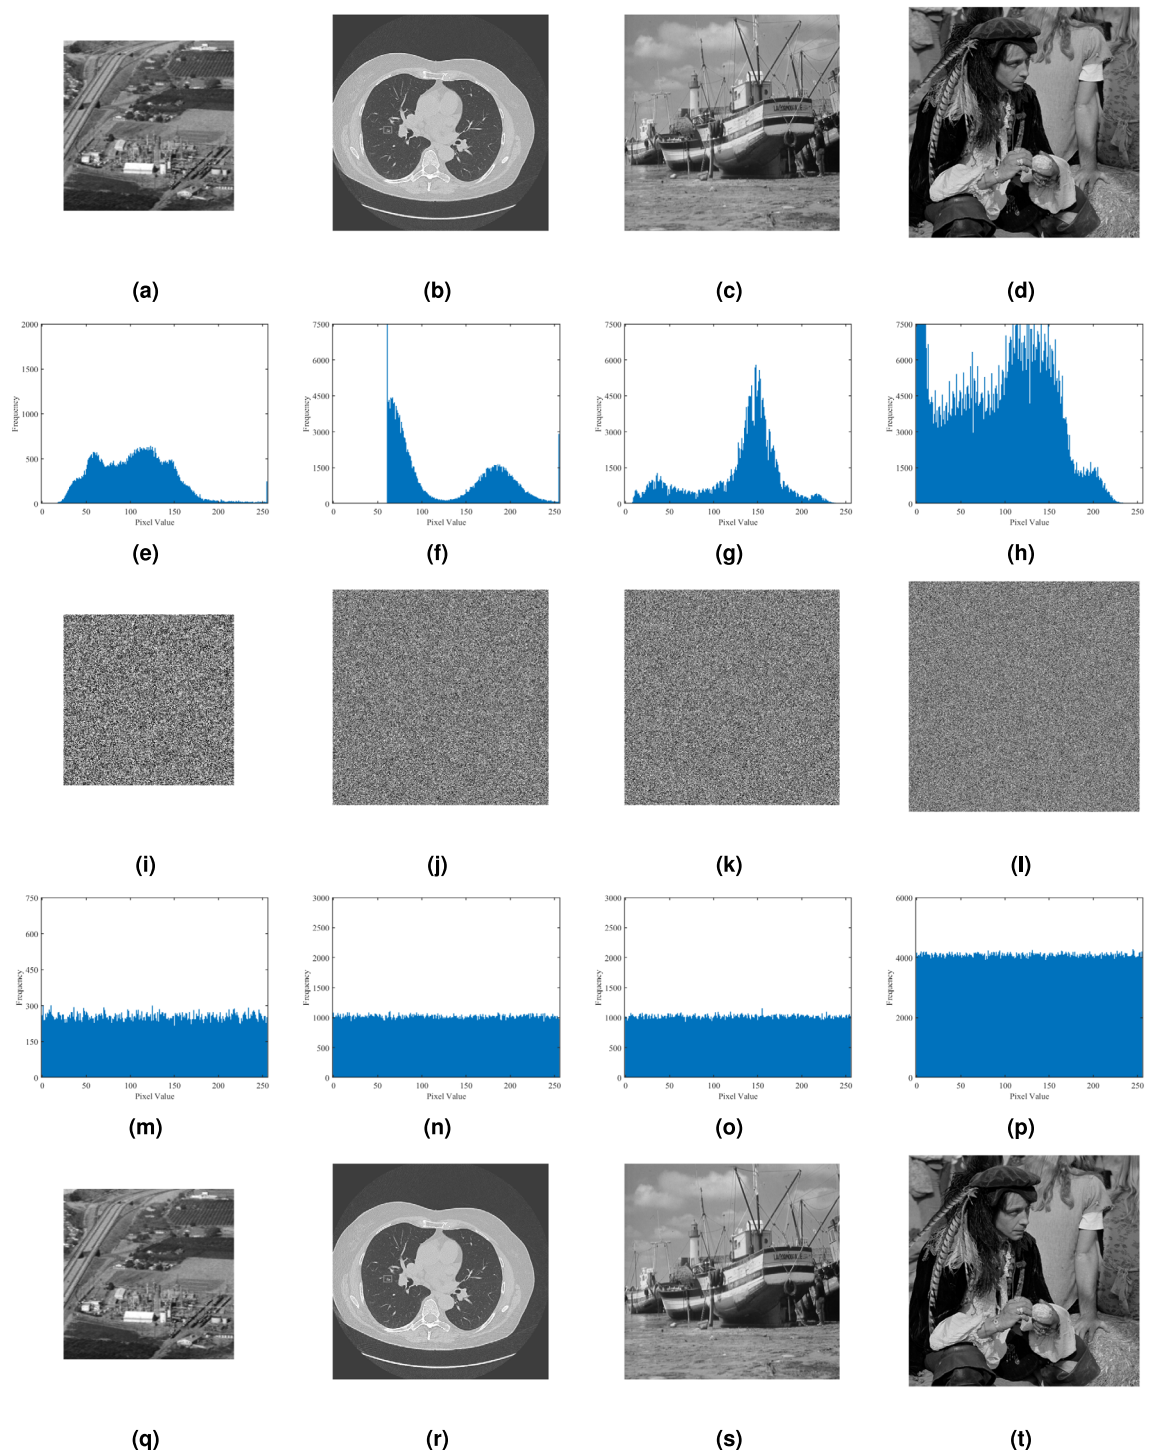 (a) (b) (c) (d)
2000 1500 1000 500 0
Frequency
0 50 100 150 200 250
Pixel Value
7500 6000 4500 3000 1500 0
Frequency
0 50 100 150 200 250
Pixel Value
7500 6000 4500 3000 1500 0
Frequency
0 50 100 150 200 250
Pixel Value
7500 6000 4500 3000 1500 0
Frequency
0 50 100 150 200 250
Pixel Value
(e) (f) (g) (h)
(i) (j) (k) (l)
750 600 450 300 150 0
Frequency
0 50 100 150 200 250
Pixel Value
3000 2500 2000 1500 1000 500 0
Frequency
0 50 100 150 200 250
Pixel Value
3000 2500 2000 1500 1000 500 0
Frequency
0 50 100 150 200 250
Pixel Value
6000 4000 2000 0
Frequency
0 50 100 150 200 250
Pixel Value
(m) (n) (o) (p)
(q) (r) (s) (t)